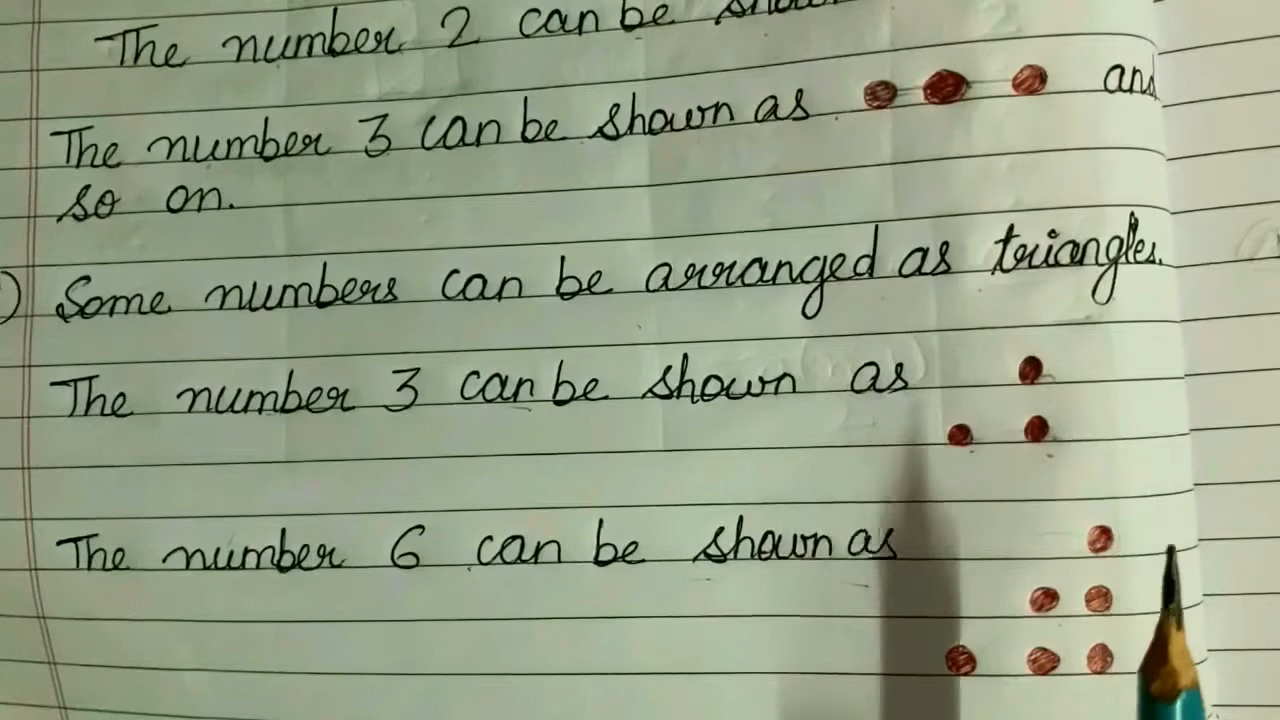 The number 2 can be
The number 3 can be shown as and
so on.
) Some numbers can be arranged as triangles.
The number 3 can be shown as
The number 6 can be shown as